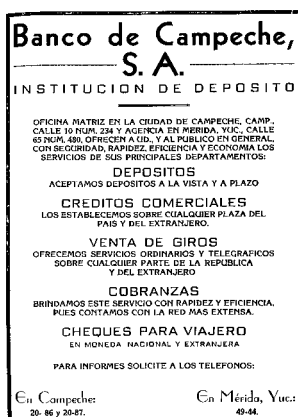 Banco de Campeche,
S. A.
INSTITUCION DE DEPOSITO
OFICINA MATRIZ EN LA CIUDAD DE CAMPECHE, CAMP.,
CALLE 10 NUM. 234 Y AGENCIA EN MERIDA, YUC., CALLE
65 NUM. 480, OFRECEN A UD., Y AL PUBLICO EN GENERAL,
CON SEGURIDAD, RAPIDEZ, EFICIENCIA Y ECONOMIA LOS
SERVICIOS DE SUS PRINCIPALES DEPARTAMENTOS:
DEPOSITOS
ACEPTAMOS DEPOSITOS A LA VISTA Y A PLAZO
CREDITOS COMERCIALES
LOS ESTABLECEMOS SOBRE CUALQUIER PLAZA DEL
PAIS Y DEL EXTRANJERO.
VENTA DE GIROS
OFRECEMOS SERVICIOS ORDINARIOS Y TELEGRAFICOS
SOBRE CUALQUIER PARTE DE LA REPUBLICA
Y DEL EXTRANJERO
COBRANZAS
BRINDAMOS ESTE SERVICIO CON RAPIDEZ Y EFICIENCIA,
PUES CONTAMOS CON LA RED MAS EXTENSA.
CHEQUES PARA VIAJERO
EN MONEDA NACIONAL Y EXTRANJERA
PARA INFORMES SOLICITE A LOS TELEFONOS:
En Campeche: En Mérida, Yuc.:
20- 86 y 20-87. 49-44.